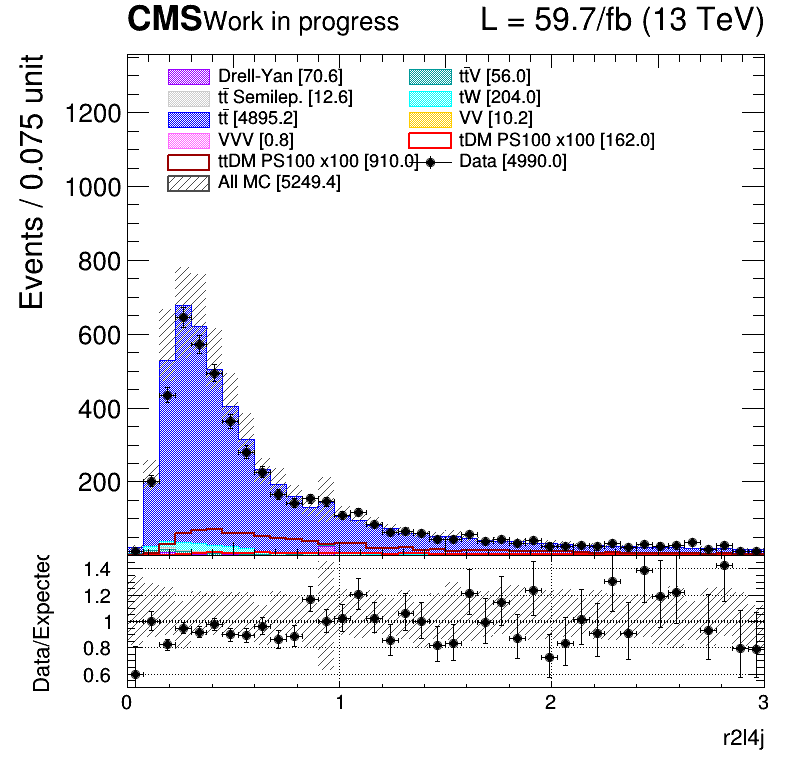 CMS Work in progress L = 59.7/fb (13 TeV)
Events / 0.075 unit
Drell-Yan [70.6]
tt̄V [56.0]
tt̄ Semilep. [12.6]
tW [204.0]
tt̄ [4895.2]
VV [10.2]
VVV [0.8]
tDM PS100 x100 [162.0]
ttDM PS100 x100 [910.0]
Data [4990.0]
All MC [5249.4]
1200
1000
800
600
400
200
Data/Expected
1.4
1.2
1
0.8
0.6
0 1 2 3
r2l4j